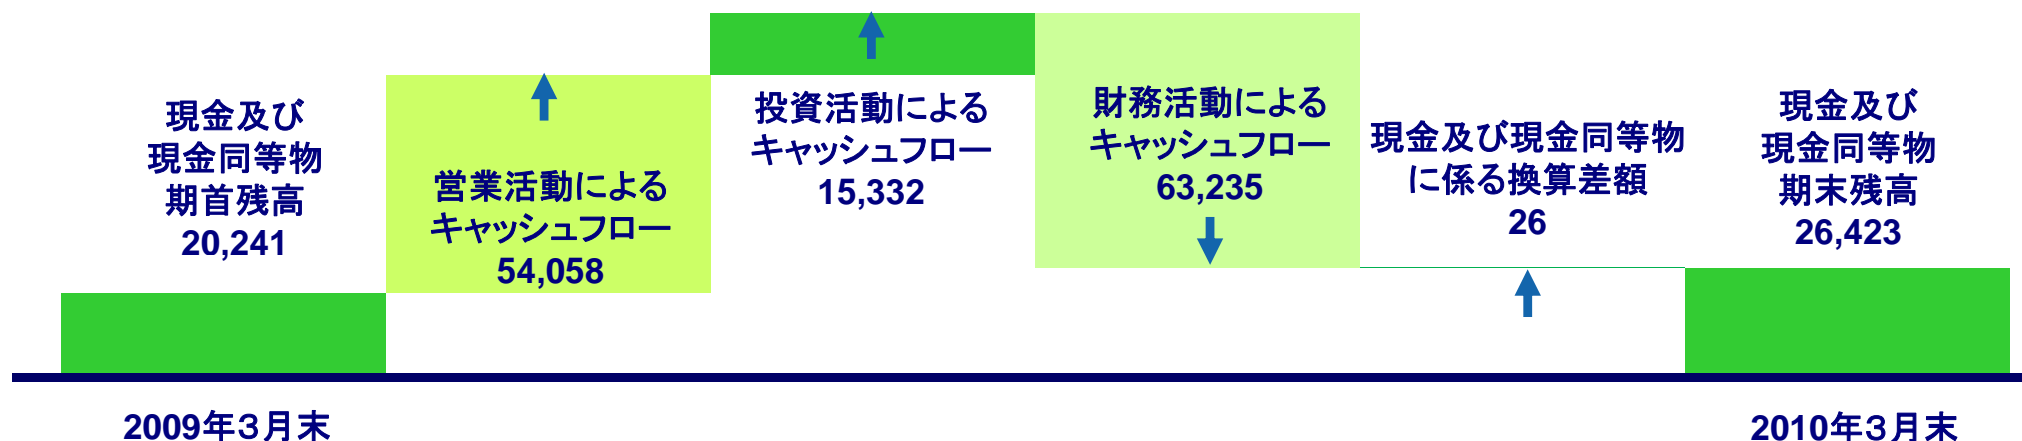 現金及び
現金同等物
期首残高
20,241
営業活動による
キャッシュフロー
54,058
投資活動による
キャッシュフロー
15,332
財務活動による
キャッシュフロー
63,235
現金及び現金同等物
に係る換算差額
26
現金及び
現金同等物
期末残高
26,423
2009年3月末
2010年3月末